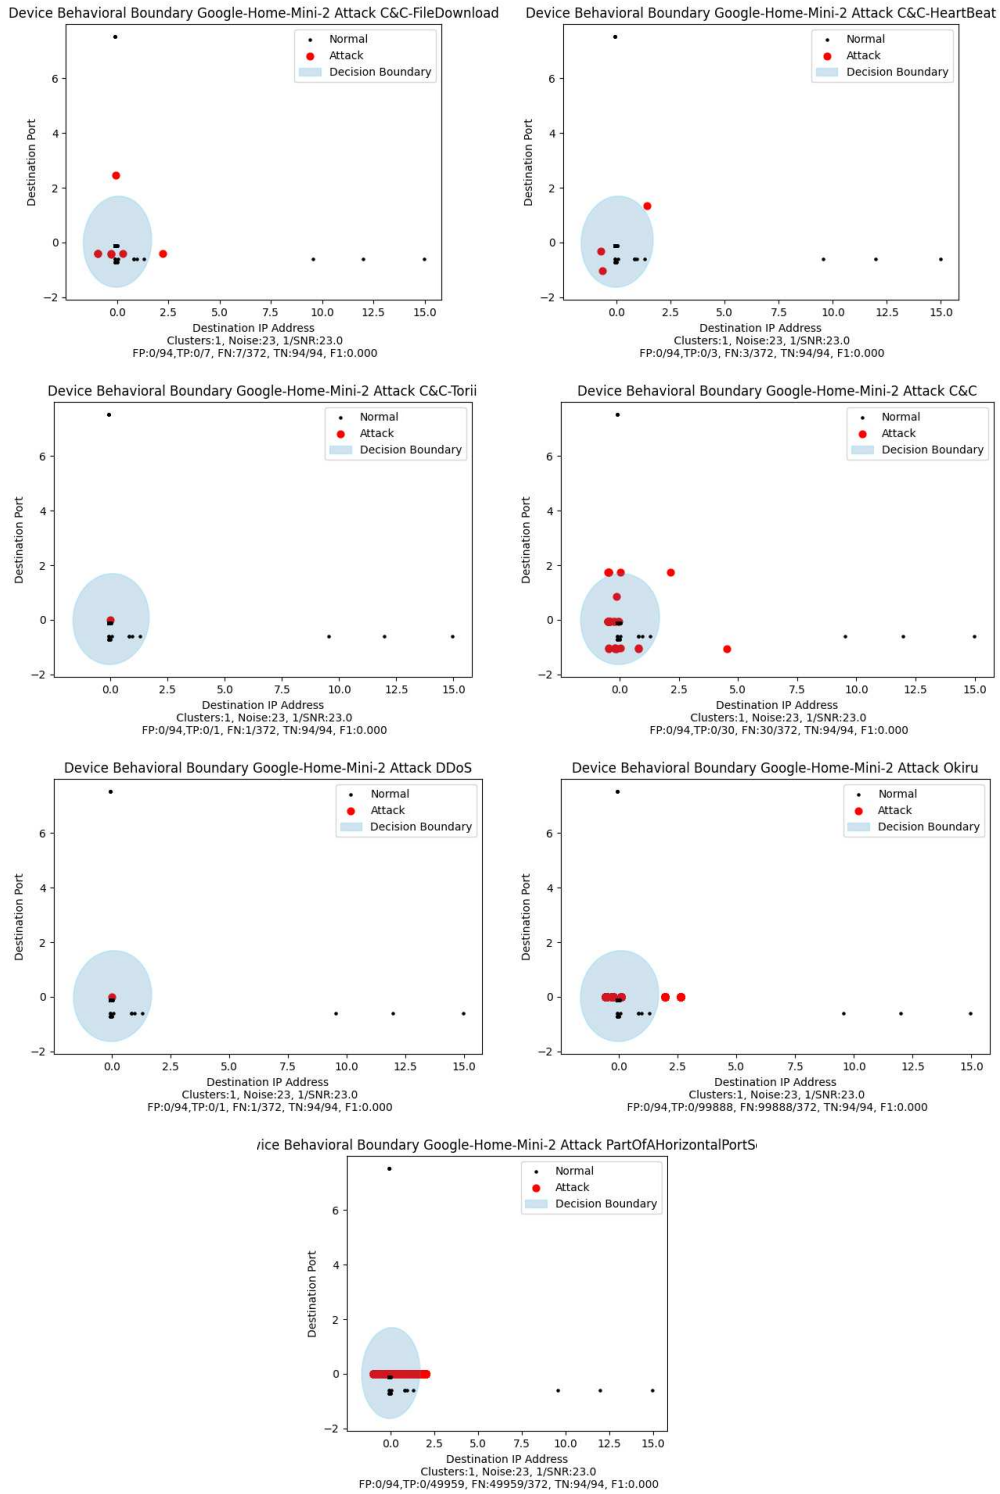 Device Behavioral Boundary Google-Home-Mini-2 Attack C&C-FileDownload
Normal
Attack
Decision Boundary
6
4
2
0
−2
Destination Port
0.0 2.5 5.0 7.5 10.0 12.5 15.0
Destination IP Address
Clusters:1, Noise:23, 1/SNR:23.0
FP:0/94,TP:0/7, FN:7/372, TN:94/94, F1:0.000
Device Behavioral Boundary Google-Home-Mini-2 Attack C&C-HeartBeat
Normal
Attack
Decision Boundary
6
4
2
0
−2
Destination Port
0.0 2.5 5.0 7.5 10.0 12.5 15.0
Destination IP Address
Clusters:1, Noise:23, 1/SNR:23.0
FP:0/94,TP:0/3, FN:3/372, TN:94/94, F1:0.000
Device Behavioral Boundary Google-Home-Mini-2 Attack C&C-Torii
Normal
Attack
Decision Boundary
6
4
2
0
−2
Destination Port
0.0 2.5 5.0 7.5 10.0 12.5 15.0
Destination IP Address
Clusters:1, Noise:23, 1/SNR:23.0
FP:0/94,TP:0/1, FN:1/372, TN:94/94, F1:0.000
Device Behavioral Boundary Google-Home-Mini-2 Attack C&C
Normal
Attack
Decision Boundary
6
4
2
0
−2
Destination Port
0.0 2.5 5.0 7.5 10.0 12.5 15.0
Destination IP Address
Clusters:1, Noise:23, 1/SNR:23.0
FP:0/94,TP:0/30, FN:30/372, TN:94/94, F1:0.000
Device Behavioral Boundary Google-Home-Mini-2 Attack DDoS
Normal
Attack
Decision Boundary
6
4
2
0
−2
Destination Port
0.0 2.5 5.0 7.5 10.0 12.5 15.0
Destination IP Address
Clusters:1, Noise:23, 1/SNR:23.0
FP:0/94,TP:0/1, FN:1/372, TN:94/94, F1:0.000
Device Behavioral Boundary Google-Home-Mini-2 Attack Okiru
Normal
Attack
Decision Boundary
6
4
2
0
−2
Destination Port
0.0 2.5 5.0 7.5 10.0 12.5 15.0
Destination IP Address
Clusters:1, Noise:23, 1/SNR:23.0
FP:0/94,TP:0/99888, FN:99888/372, TN:94/94, F1:0.000
ice Behavioral Boundary Google-Home-Mini-2 Attack PartOfAHorizontalPortS
Normal
Attack
Decision Boundary
6
4
2
0
−2
Destination Port
0.0 2.5 5.0 7.5 10.0 12.5 15.0
Destination IP Address
Clusters:1, Noise:23, 1/SNR:23.0
FP:0/94,TP:0/49959, FN:49959/372, TN:94/94, F1:0.000